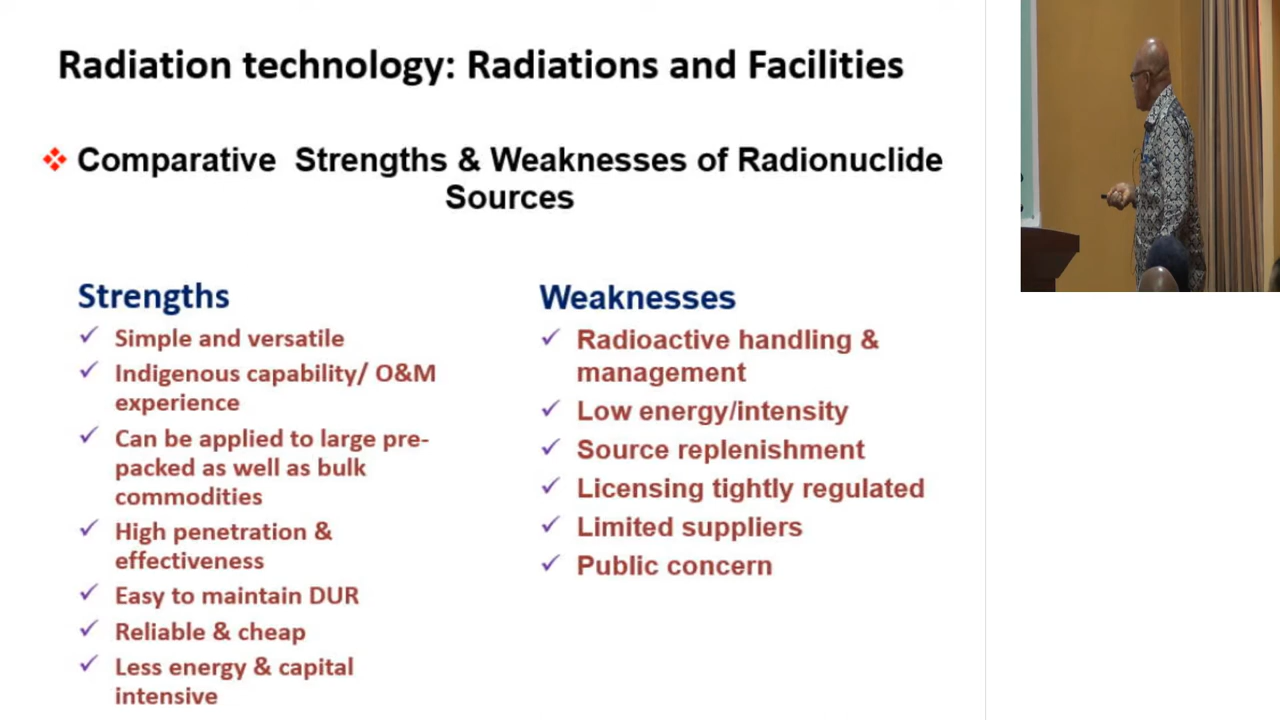 Radiation technology: Radiations and Facilities
Comparative Strengths & Weaknesses of Radionuclide
Sources
Strengths
Simple and versatile
Indigenous capability/ O&M
experience
Can be applied to large pre-
packed as well as bulk
commodities
High penetration &
effectiveness
Easy to maintain DUR
Reliable & cheap
Less energy & capital
intensive
Weaknesses
Radioactive handling &
management
Low energy/intensity
Source replenishment
Licensing tightly regulated
Limited suppliers
Public concern